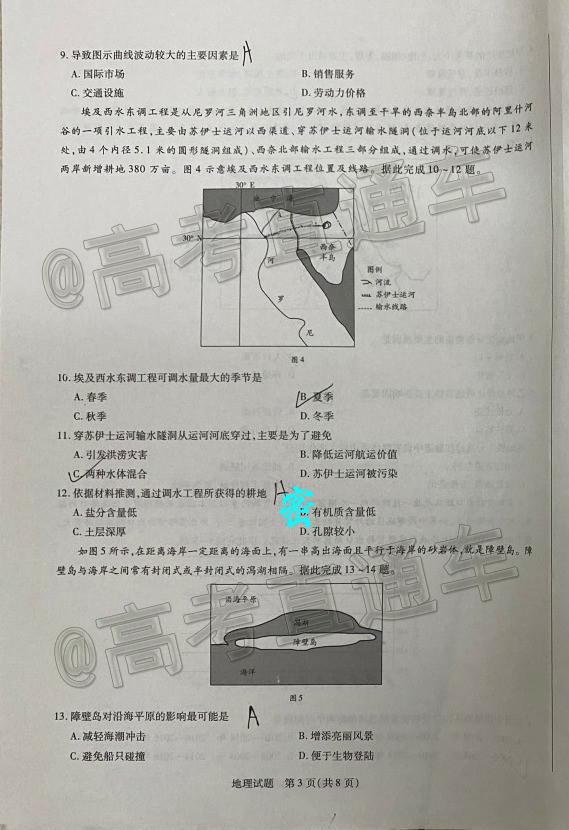 9. 导致图示曲线波动较大的主要因素是 A
A. 国际市场 B. 销售服务
C. 交通设施 D. 劳动力价格
埃及西水东调工程是从尼罗河三角洲地区引尼罗河水,东调至干旱的西奈半岛北部的阿里什河
谷的一项引水工程,主要由苏伊士运河以西渠道、穿苏伊士运河输水隧洞(位于运河河底以下12米
处,由4个内径5.1米的圆形隧洞组成)、西奈北部输水工程三部分组成,通过调水,可使苏伊士运河
两岸新增耕地380万亩。图4示意埃及西水东调工程位置及线路。据此完成10~12题。
30° E
地中海
30° N
西奈
半岛
河
罗
尼
图例
河流
苏伊士运河
输水线路
图4
10. 埃及西水东调工程可调水量最大的季节是
A. 春季 B. 夏季
C. 秋季 D. 冬季
11. 穿苏伊士运河输水隧洞从运河河底穿过,主要是为了避免
A. 引发洪涝灾害 B. 降低运河航运价值
C. 两种水体混合 D. 苏伊士运河被污染
12. 依据材料推测,通过调水工程所获得的耕地 A
A. 盐分含量低 B. 有机质含量低
C. 土层深厚 D. 孔隙较小
密
如图5所示,在距离海岸一定距离的海面上,有一串高出海面且平行于海岸的砂岩体,就是障壁岛。障
壁岛与海岸之间常有封闭式或半封闭式的潟湖相隔。据此完成13~14题。
沿海平原
潟湖
障壁岛
海洋
图5
13. 障壁岛对沿海平原的影响最可能是 A
A. 减轻海潮冲击 B. 增添亮丽风景
C. 避免船只碰撞 D. 便于生物登陆
地理试题 第3页(共8页)
@高考直通车
@高考直通车